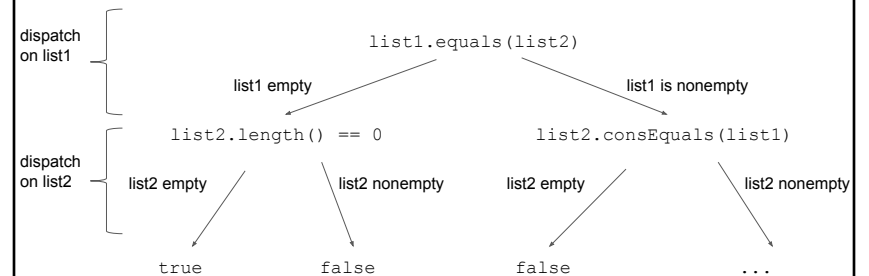 dispatch
on list1
list1.equals(list2)
list1 empty
list1 is nonempty
list2.length() == 0
list2.consEquals(list1)
dispatch
on list2
list2 empty
list2 nonempty
list2 empty
list2 nonempty
true
false
false
...